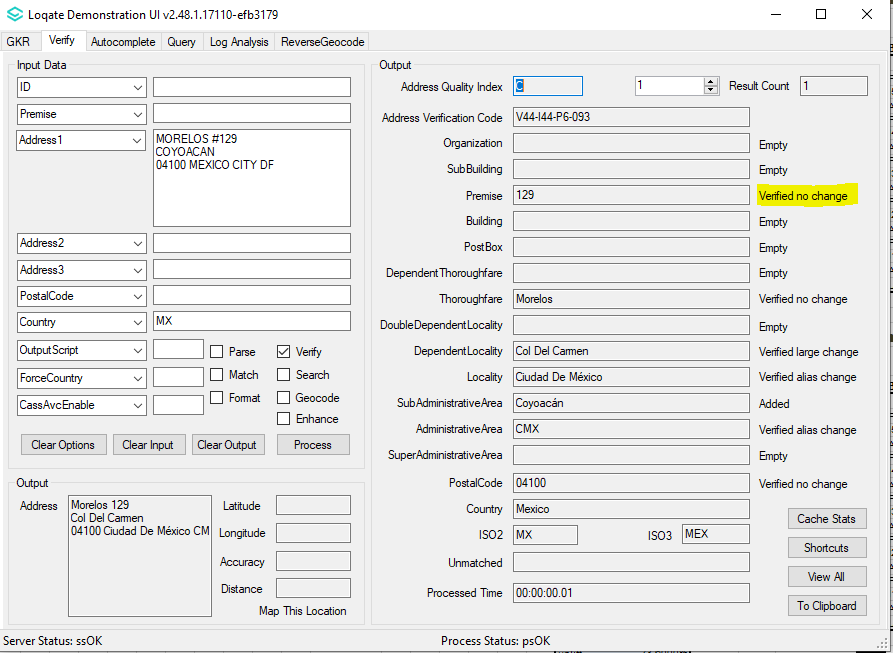 Loqate Demonstration UI v2.48.1.17110-efb3179
GKR Verify Autocomplete Query Log Analysis ReverseGeocode
Input Data
ID
Premise
Address1
MORELOS #129
COYOACAN
04100 MEXICO CITY DF
Address2
Address3
PostalCode
Country MX
OutputScript Parse Verify
ForceCountry Match Search
CassAvcEnable Format Geocode
Enhance
Clear Options Clear Input Clear Output Process
Output
Address
Morelos 129
Col Del Carmen
04100 Ciudad De México CM
Latitude
Longitude
Accuracy
Distance
Map This Location
Output
Address Quality Index C 1 Result Count 1
Address Verification Code V44-I44-P6-093
Organization Empty
SubBuilding Empty
Premise 129 Verified no change
Building Empty
PostBox Empty
DependentThoroughfare Empty
Thoroughfare Morelos Verified no change
DoubleDependentLocality Empty
DependentLocality Col Del Carmen Verified large change
Locality Ciudad De México Verified alias change
SubAdministrativeArea Coyoacán Added
AdministrativeArea CMX Verified alias change
SuperAdministrativeArea Empty
PostalCode 04100 Verified no change
Country Mexico
ISO2 MX ISO3 MEX
Unmatched
Processed Time 00:00:00.01
Cache Stats
Shortcuts
View All
To Clipboard
Server Status: ssOK Process Status: psOK